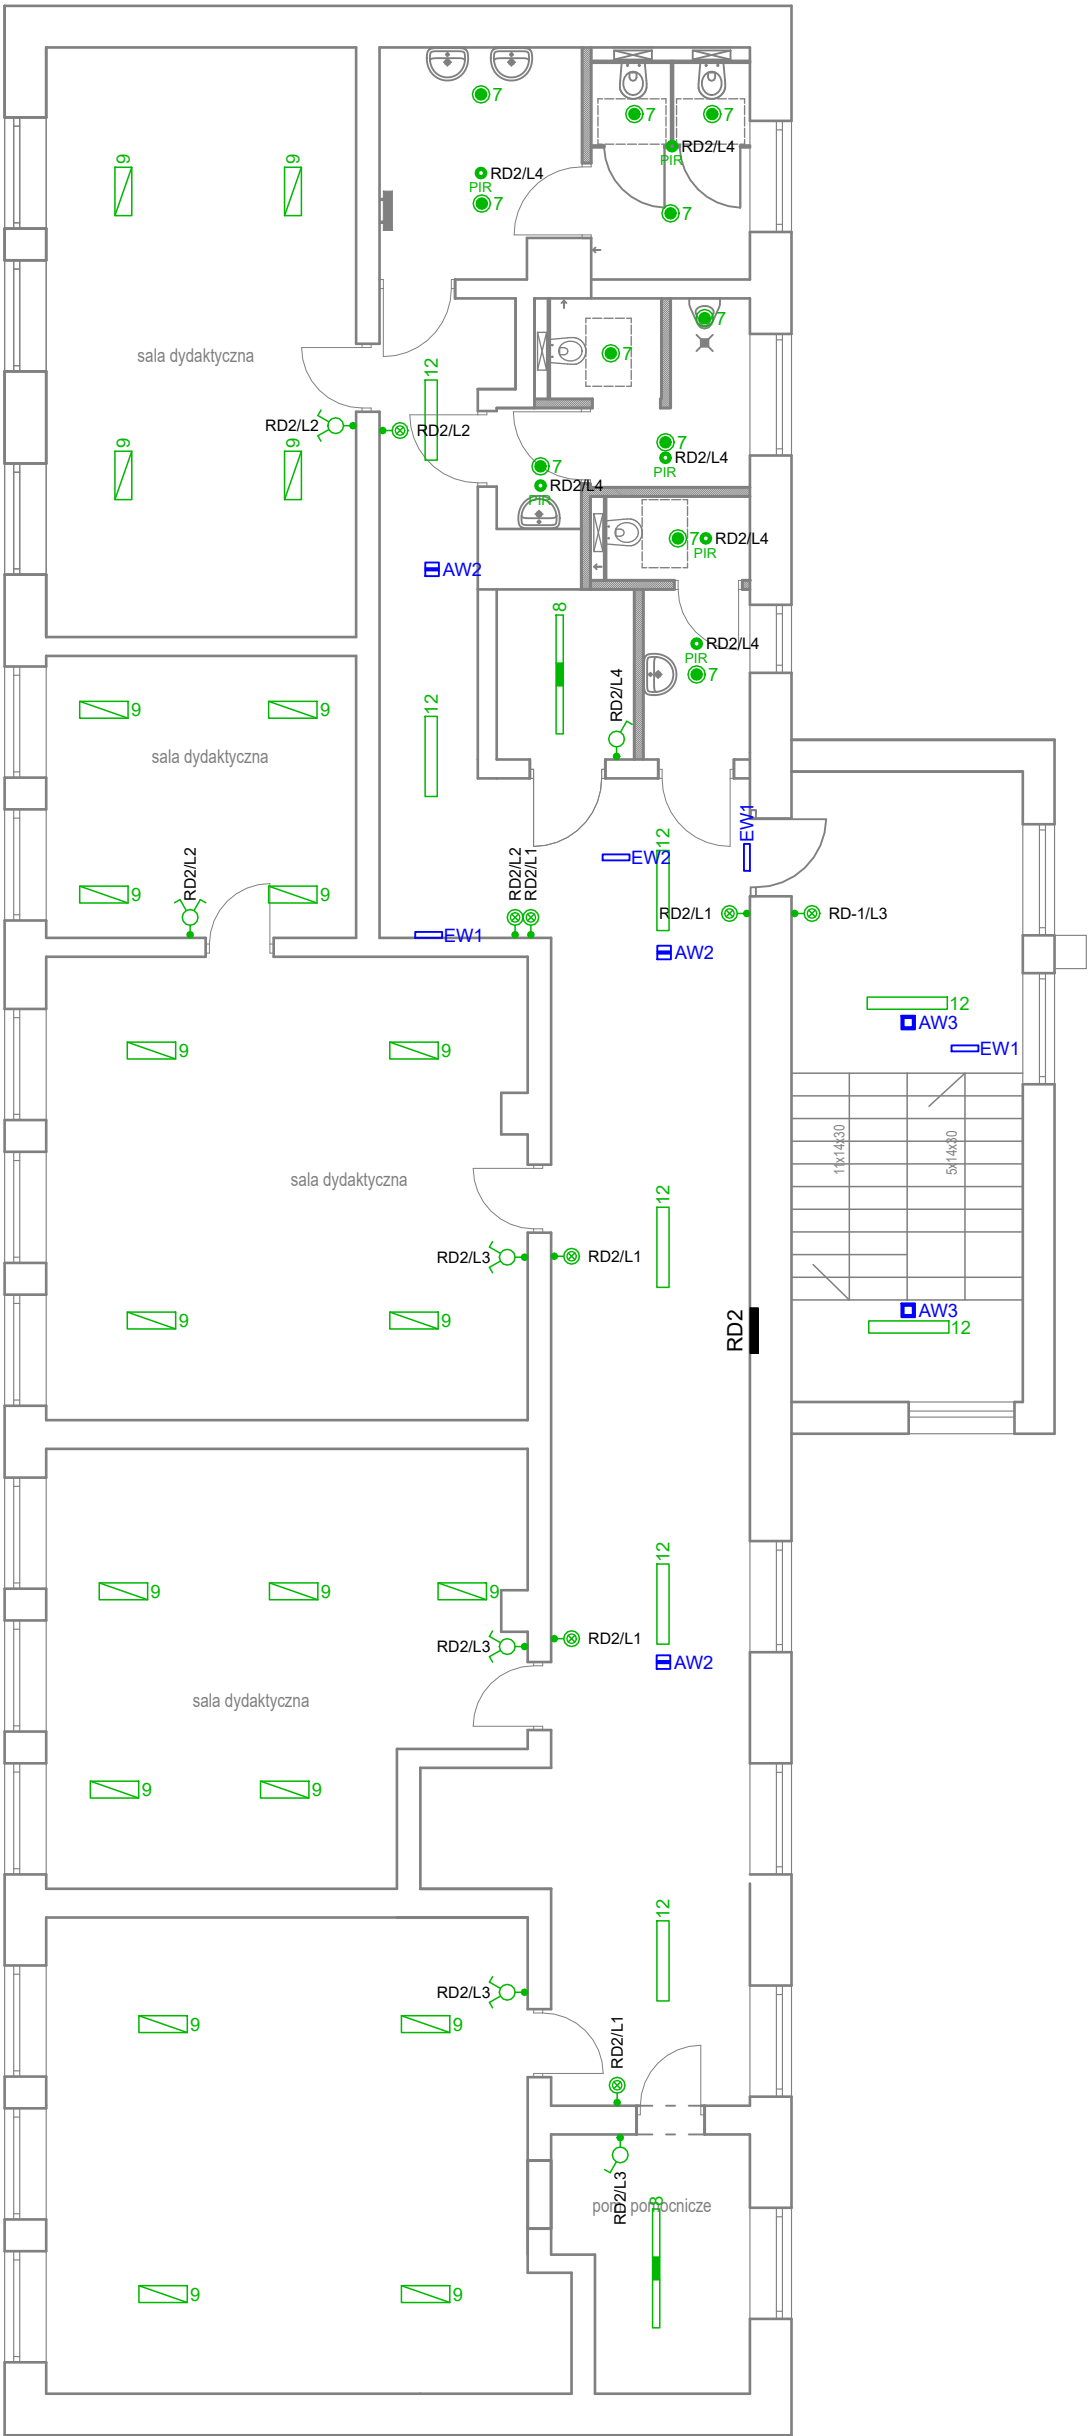 7
7
7
RD2/L4
PIR
9
9
RD2/L4
PIR
7
7
7
sala dydaktyczna
7
12
RD2/L2
RD2/L2
9
9
7
RD2/L4
PIR
7
RD2/L4
PIR
7
RD2/L4
PIR
AW2
8
RD2/L4
PIR
7
RD2/L4
12
9
9
sala dydaktyczna
EW1
12
EW2
RD2/L2
RD2/L2
RD2/L1
9
9
RD2/L1
RD-1/L3
EW1
AW2
12
AW3
EW1
9
9
11x14x30
5x14x30
sala dydaktyczna
12
RD2/L3
RD2/L1
9
9
RD2
AW3
12
12
9
9
9
RD2/L3
RD2/L1
AW2
sala dydaktyczna
9
9
12
RD2/L3
9
9
RD2/L1
RD2/L3
pom. pomocnicze
8
9
9